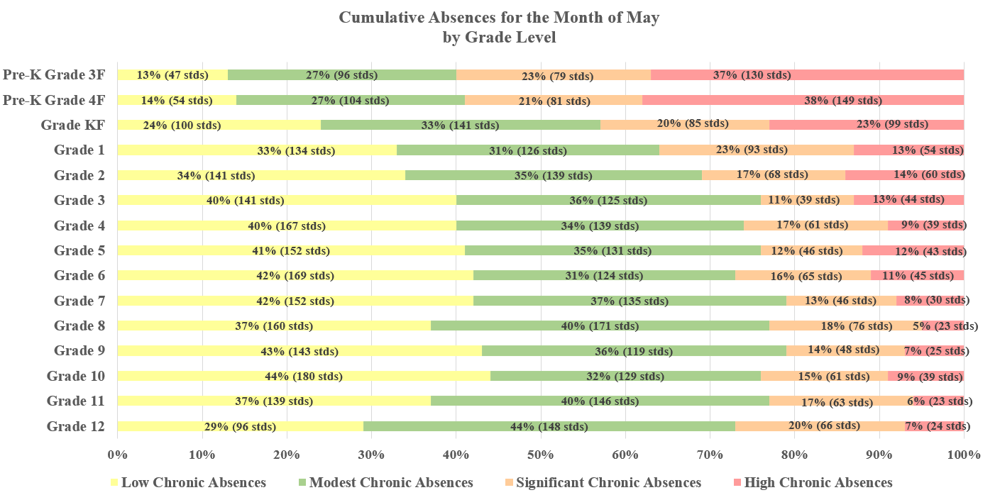 Cumulative Absences for the Month of May
by Grade Level
Pre-K Grade 3F 13% (47 stds) 27% (96 stds) 23% (79 stds) 37% (130 stds)
Pre-K Grade 4F 14% (54 stds) 27% (104 stds) 21% (81 stds) 38% (149 stds)
Grade KF 24% (100 stds) 33% (141 stds) 20% (85 stds) 23% (99 stds)
Grade 1 33% (134 stds) 31% (126 stds) 23% (93 stds) 13% (54 stds)
Grade 2 34% (141 stds) 35% (139 stds) 17% (68 stds) 14% (60 stds)
Grade 3 40% (141 stds) 36% (125 stds) 11% (39 stds) 13% (44 stds)
Grade 4 40% (167 stds) 34% (139 stds) 17% (61 stds) 9% (39 stds)
Grade 5 41% (152 stds) 35% (131 stds) 12% (46 stds) 12% (43 stds)
Grade 6 42% (169 stds) 31% (124 stds) 16% (65 stds) 11% (45 stds)
Grade 7 42% (152 stds) 37% (135 stds) 13% (46 stds) 8% (30 stds)
Grade 8 37% (160 stds) 40% (171 stds) 18% (76 stds) 5% (23 stds)
Grade 9 43% (143 stds) 36% (119 stds) 14% (48 stds) 7% (25 stds)
Grade 10 44% (180 stds) 32% (129 stds) 15% (61 stds) 9% (39 stds)
Grade 11 37% (139 stds) 40% (146 stds) 17% (63 stds) 6% (23 stds)
Grade 12 29% (96 stds) 44% (148 stds) 20% (66 stds) 7% (24 stds)
0% 10% 20% 30% 40% 50% 60% 70% 80% 90% 100%
Low Chronic Absences Modest Chronic Absences Significant Chronic Absences High Chronic Absences